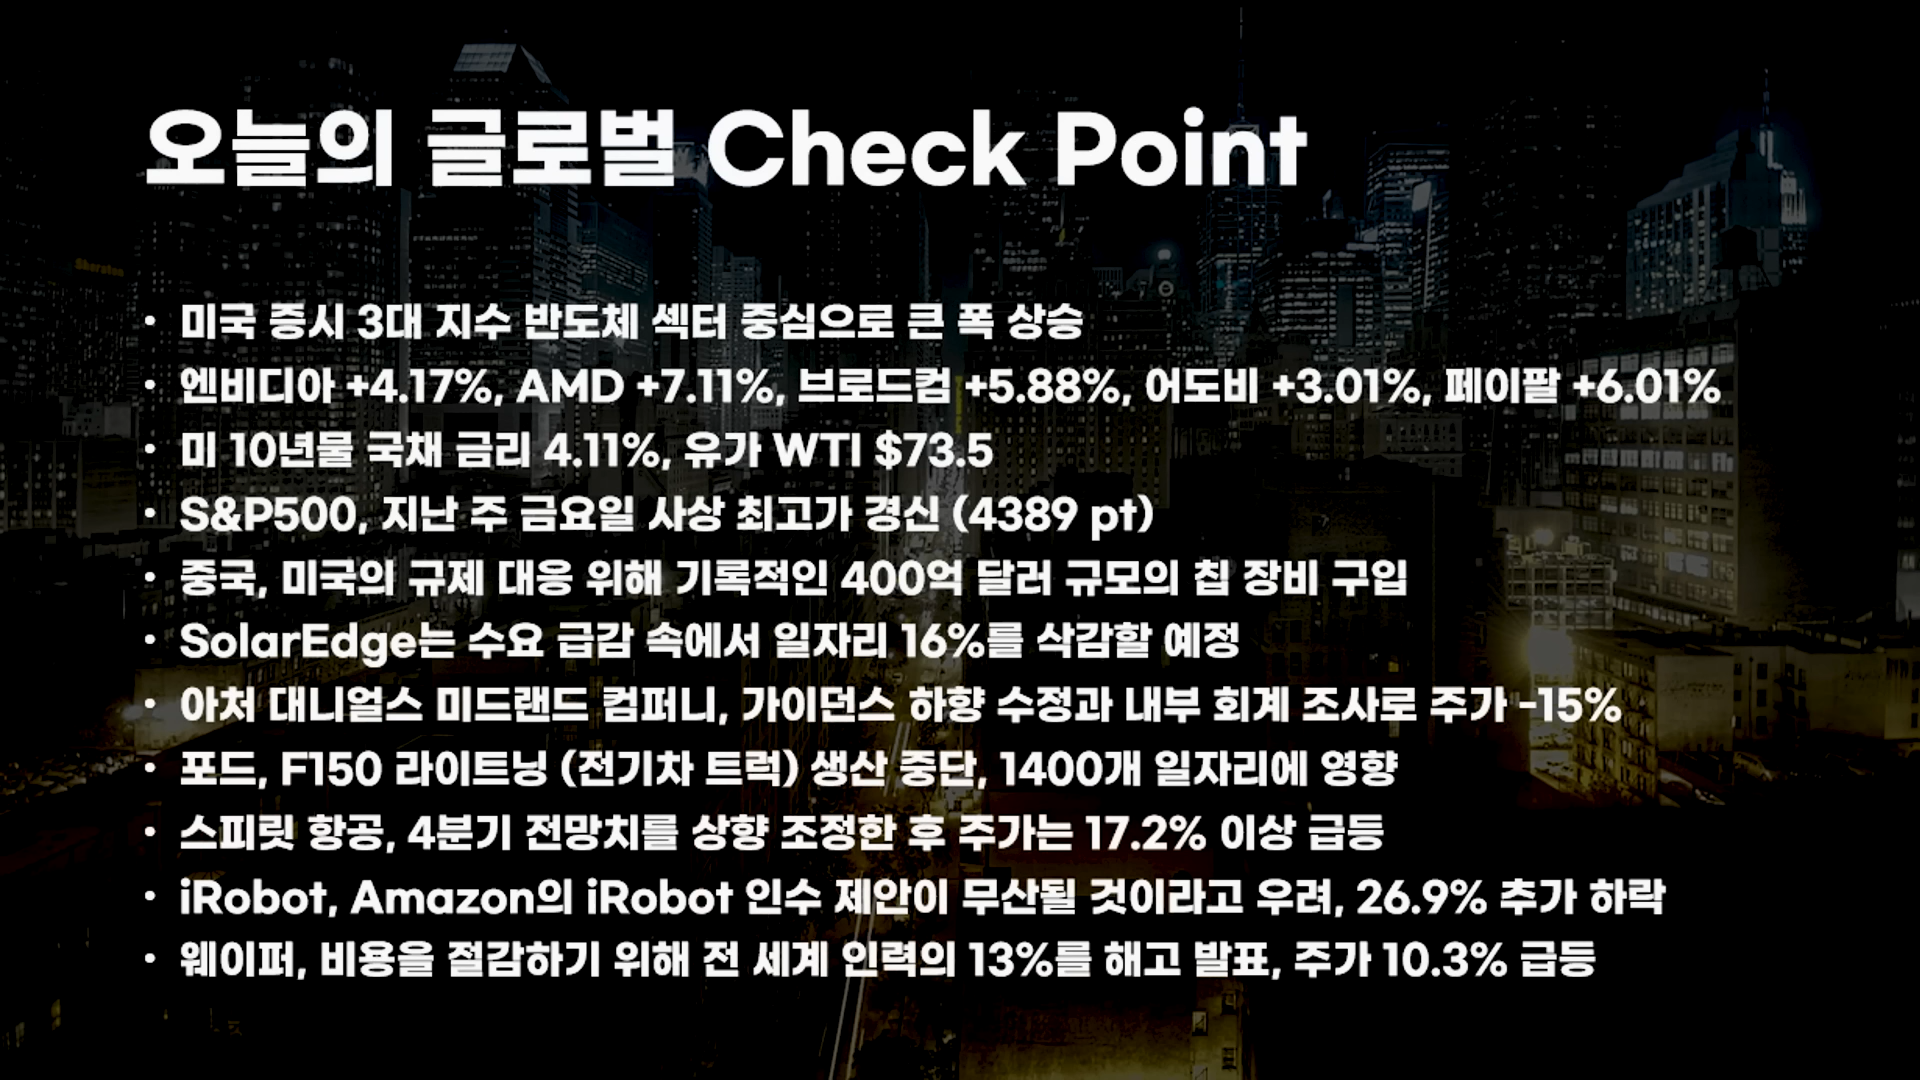 오늘의 글로벌 Check Point
Sheraton
• 미국 증시 3대 지수 반도체 섹터 중심으로 큰 폭 상승
• 엔비디아 +4.17%, AMD +7.11%, 브로드컴 +5.88%, 어도비 +3.01%, 페이팔 +6.01%
• 미 10년물 국채 금리 4.11%, 유가 WTI $73.5
• S&P500, 지난 주 금요일 사상 최고가 경신 (4389 pt)
• 중국, 미국의 규제 대응 위해 기록적인 400억 달러 규모의 칩 장비 구입
• SolarEdge는 수요 급감 속에서 일자리 16%를 삭감할 예정
• 아처 대니얼스 미드랜드 컴퍼니, 가이던스 하향 수정과 내부 회계 조사로 주가 -15%
• 포드, F150 라이트닝 (전기차 트럭) 생산 중단, 1400개 일자리에 영향
• 스피릿 항공, 4분기 전망치를 상향 조정한 후 주가는 17.2% 이상 급등
• iRobot, Amazon의 iRobot 인수 제안이 무산될 것이라고 우려, 26.9% 추가 하락
• 웨이퍼, 비용을 절감하기 위해 전 세계 인력의 13%를 해고 발표, 주가 10.3% 급등